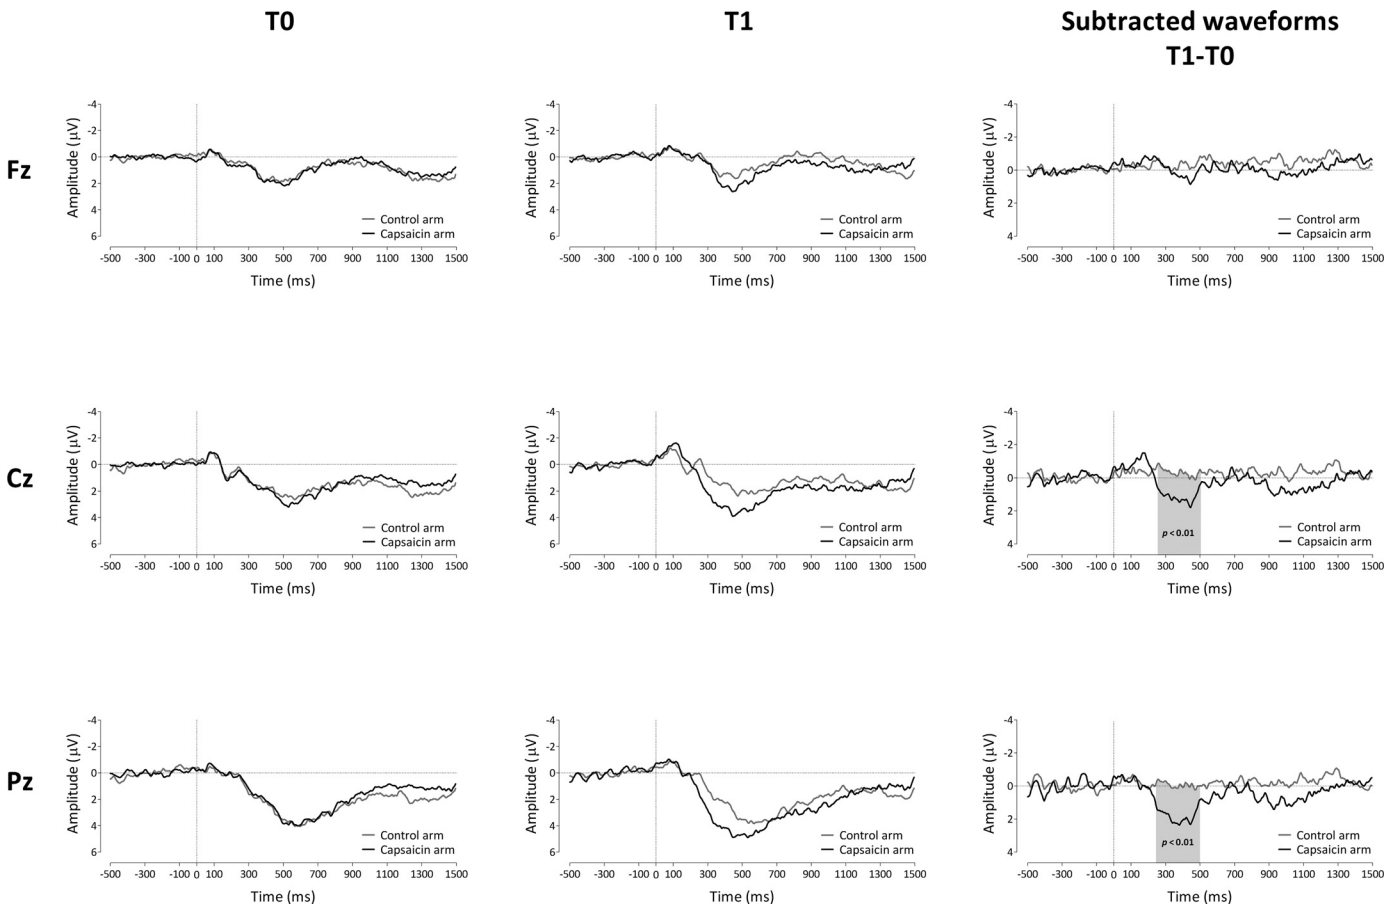 T0
T1
Subtracted waveforms
T1-T0
Fz
Amplitude (µV)
-4
-2
0
2
4
6
Control arm
Capsaicin arm
-500 -300 -100 0 100 300 500 700 900 1100 1300 1500
Time (ms)
Amplitude (µV)
-4
-2
0
2
4
6
Control arm
Capsaicin arm
-500 -300 -100 0 100 300 500 700 900 1100 1300 1500
Time (ms)
Amplitude (µV)
-4
-2
0
2
4
Control arm
Capsaicin arm
-500 -300 -100 0 100 300 500 700 900 1100 1300 1500
Time (ms)
Cz
Amplitude (µV)
-4
-2
0
2
4
6
Control arm
Capsaicin arm
-500 -300 -100 0 100 300 500 700 900 1100 1300 1500
Time (ms)
Amplitude (µV)
-4
-2
0
2
4
6
Control arm
Capsaicin arm
-500 -300 -100 0 100 300 500 700 900 1100 1300 1500
Time (ms)
Amplitude (µV)
-4
-2
0
2
4
p < 0.01
Control arm
Capsaicin arm
-500 -300 -100 0 100 300 500 700 900 1100 1300 1500
Time (ms)
Pz
Amplitude (µV)
-4
-2
0
2
4
6
Control arm
Capsaicin arm
-500 -300 -100 0 100 300 500 700 900 1100 1300 1500
Time (ms)
Amplitude (µV)
-4
-2
0
2
4
6
Control arm
Capsaicin arm
-500 -300 -100 0 100 300 500 700 900 1100 1300 1500
Time (ms)
Amplitude (µV)
-4
-2
0
2
4
p < 0.01
Control arm
Capsaicin arm
-500 -300 -100 0 100 300 500 700 900 1100 1300 1500
Time (ms)